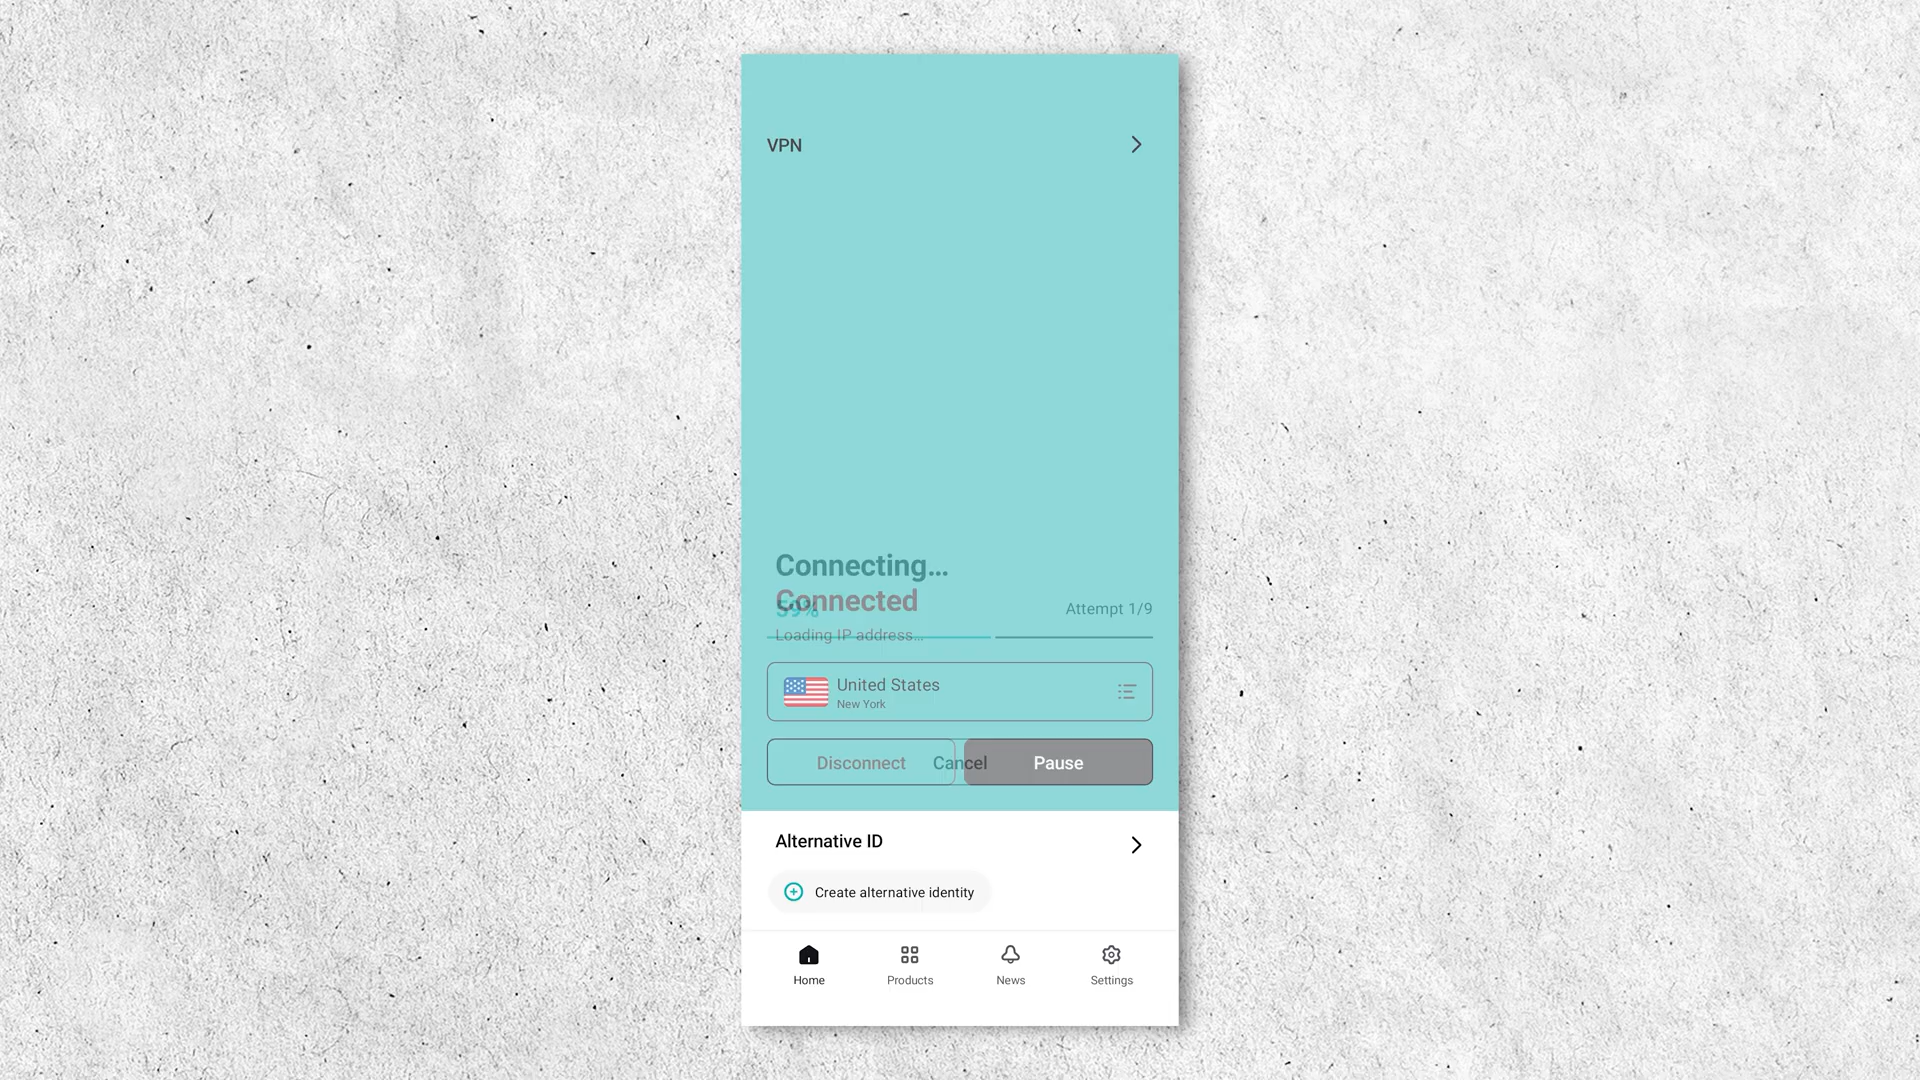 VPN
Connecting...
Connected
59%
Attempt 1/9
Loading IP address...
United States
New York
Disconnect
Cancel
Pause
Alternative ID
Create alternative identity
Home
Products
News
Settings